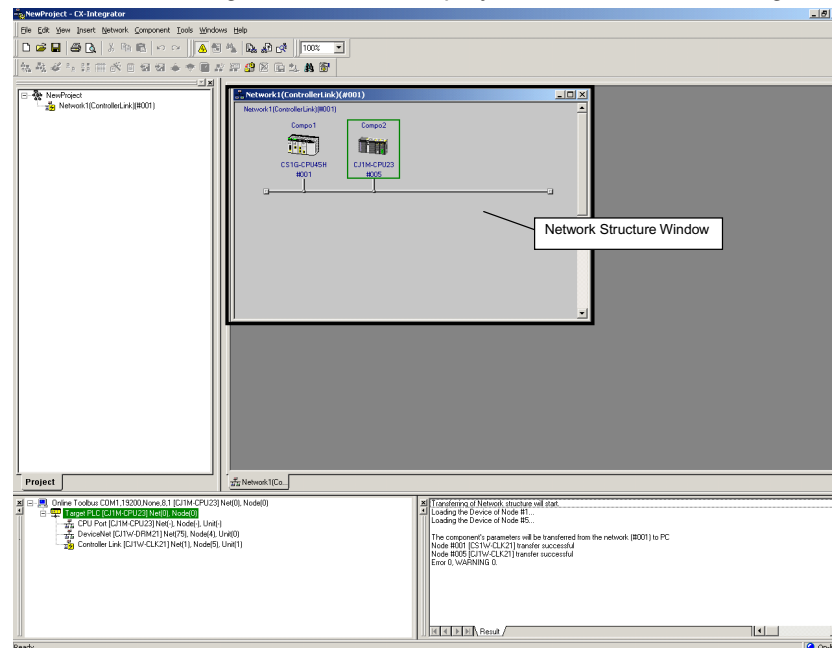 NewProject - CX-Integrator
File Edit View Insert Network Component Tools Windows Help
100%
NewProject
Network1(ControllerLink)(#001)
Network1(ControllerLink)(#001)
Network1(ControllerLink)(#001)
Compo1 Compo2
CS1G-CPU45H CJ1M-CPU23
#001 #005
Network Structure Window
Project
Network1(Co...
Online Toolbus COM1,19200,None,8,1 [CJ1M-CPU23] Net(0), Node(0)
Target PLC [CJ1M-CPU23] Net(0), Node(0)
CPU Port [CJ1M-CPU23] Net(-), Node(-), Unit(-)
DeviceNet [CJ1W-DRM21] Net(75), Node(4), Unit(0)
Controller Link [CJ1W-CLK21] Net(1), Node(5), Unit(1)
Transferring of Network structure will start.
Loading the Device of Node #1...
Loading the Device of Node #5...
The component's parameters will be transferred from the network (#001) to PC
Node #001 [CS1W-CLK21] transfer successful
Node #005 [CJ1W-CLK21] transfer successful
Error 0, WARNING 0.
Result
Ready